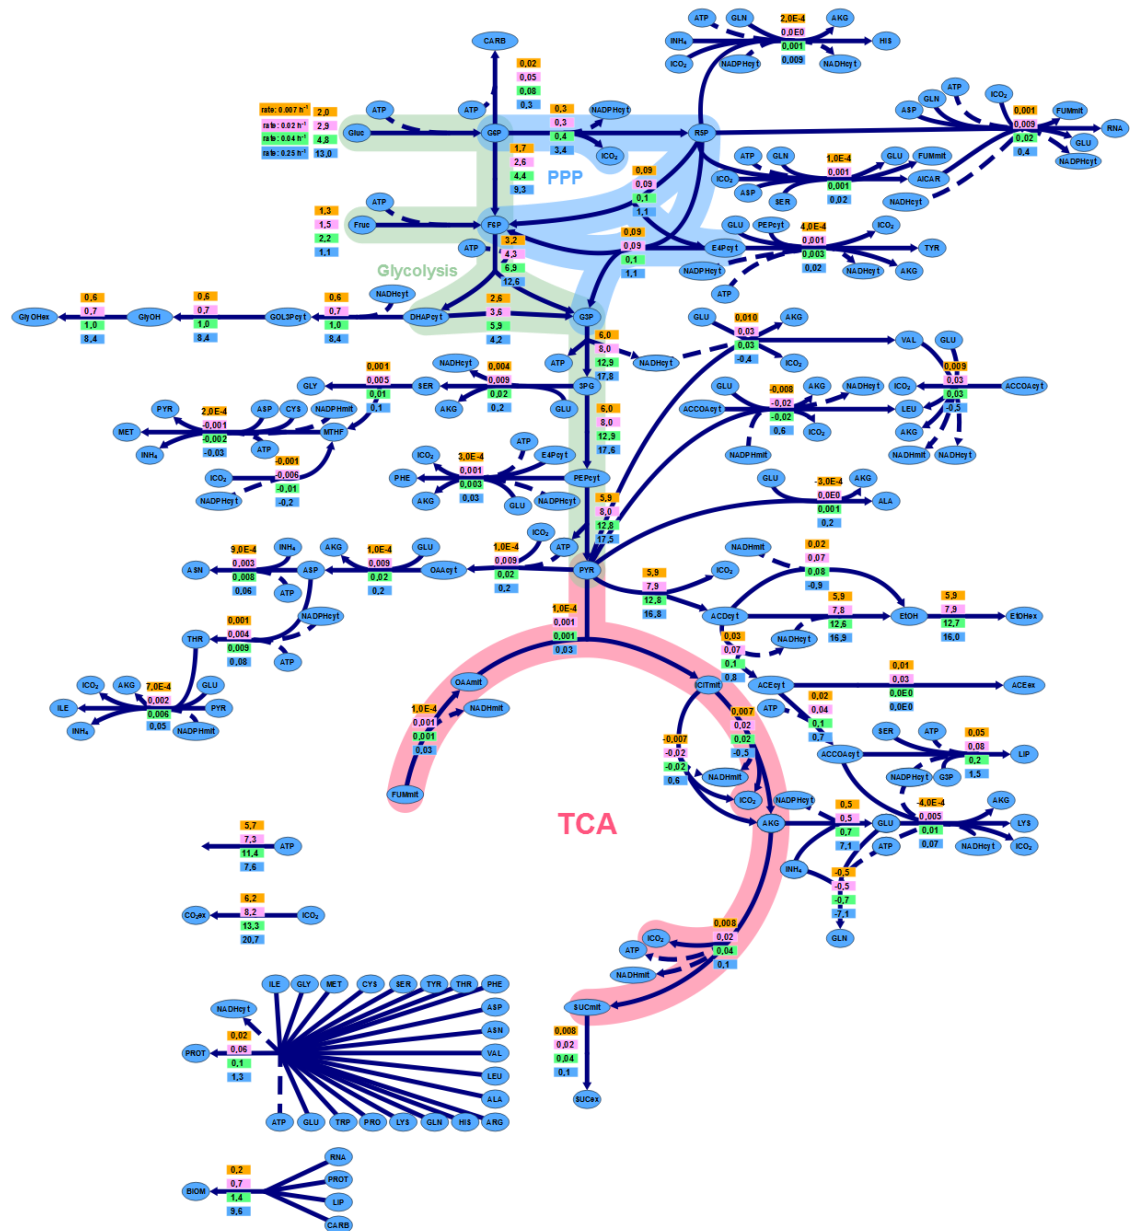 CARB
0,02
0,05
0,08
0,3
ATP
GLN
2,0E-4
0,0E0
0,001
0,009
AKG
INH₄
HIS
ICO₂
NADPHcyt
NADHcyt
rate: 0.007 h⁻¹ 2,0
rate: 0.02 h⁻¹ 2,9
rate: 0.04 h⁻¹ 4,8
rate: 0.25 h⁻¹ 13,0
ATP
ATP
Gluc
G6P
0,3
0,3
0,4
3,4
NADPHcyt
ICO₂
R5P
ASP
GLN
ATP
ICO₂
0,001
0,009
0,02
0,4
FUMmit
RNA
GLU
NADPHcyt
1,7
2,6
4,4
9,3
PPP
0,09
0,09
0,1
1,1
ATP
GLN
1,0E-4
0,001
0,001
0,02
GLU
FUMmit
ICO₂
ASP
SER
AICAR
NADHcyt
1,3
1,5
2,2
1,1
ATP
Fruc
F6P
ATP
3,2
4,3
6,9
12,6
0,09
0,09
0,1
1,1
E4Pcyt
GLU
PEPcyt
4,0E-4
0,001
0,003
0,02
ICO₂
TYR
NADPHcyt
ATP
NADHcyt
AKG
Glycolysis
GlyOHex
0,6
0,7
1,0
8,4
GlyOH
0,6
0,7
1,0
8,4
GOL3Pcyt
0,6
0,7
1,0
8,4
NADHcyt
DHAPcyt
2,6
3,6
5,9
4,2
G3P
6,0
8,0
12,9
17,8
ATP
NADHcyt
GLU
0,010
0,03
0,03
-0,4
AKG
ICO₂
VAL
GLU
0,009
0,03
0,03
-0,5
ICO₂
ACCOAcyt
LEU
AKG
NADHmit
NADHcyt
GLU
-0,008
-0,02
-0,02
0,6
AKG
NADHcyt
ACCOAcyt
NADPHmit
ICO₂
GLY
0,001
0,005
0,01
0,1
SER
NADHcyt
0,004
0,009
0,02
0,2
AKG
GLU
3PG
6,0
8,0
12,9
17,6
PYR
2,0E-4
-0,001
-0,002
-0,03
ASP
CYS
NADPHmit
MET
INH₄
ATP
MTHF
-0,001
-0,006
-0,01
-0,2
ICO₂
NADPHcyt
ICO₂
3,0E-4
0,001
0,003
0,03
E4Pcyt
PHE
AKG
GLU
NADPHcyt
PEPcyt
5,9
8,0
12,8
17,5
ATP
GLU
-3,0E-4
0,0E0
0,001
0,2
AKG
ALA
9,0E-4
0,003
0,008
0,06
INH₄
ASN
ATP
ASP
AKG
1,0E-4
0,009
0,02
0,2
GLU
OAAcyt
1,0E-4
0,009
0,02
0,2
ICO₂
ATP
PYR
5,9
7,9
12,8
16,8
ICO₂
NADHmit
0,02
0,07
0,08
-0,9
ACDcyt
5,9
7,8
12,6
16,9
NADHcyt
EtOH
5,9
7,9
12,7
16,0
EtOHex
THR
0,001
0,004
0,009
0,08
NADPHcyt
ATP
1,0E-4
0,001
0,001
0,03
0,03
0,07
0,1
0,8
ICO₂
AKG
7,0E-4
0,002
0,006
0,05
GLU
ILE
PYR
INH₄
NADPHmit
OAAmit
1,0E-4
0,001
0,001
0,03
NADHmit
FUMmit
ICITmit
0,007
0,02
0,02
-0,5
-0,007
-0,02
-0,02
0,6
NADHmit
ICO₂
ACEcyt
0,01
0,03
0,0E0
0,0E0
ACEex
ATP
0,02
0,04
0,1
0,7
ACCOAcyt
SER
ATP
0,05
0,08
0,2
1,5
LIP
NADPHcyt
G3P
TCA
AKG
NADPHcyt
0,5
0,5
0,7
7,1
GLU
-4,0E-4
0,005
0,01
0,07
AKG
LYS
ATP
NADHcyt
ICO₂
INH₄
-0,5
-0,5
-0,7
-7,1
GLN
5,7
7,3
11,4
7,6
ATP
CO₂ex
6,2
8,2
13,3
20,7
ICO₂
0,008
0,02
0,04
0,1
ICO₂
ATP
NADHmit
SUCmit
0,008
0,02
0,04
0,1
SUCex
ILE
GLY
MET
CYS
SER
TYR
THR
PHE
NADHcyt
ASP
ASN
PROT
0,02
0,06
0,1
1,3
VAL
LEU
ALA
ATP
GLU
TRP
PRO
LYS
GLN
HIS
ARG
BIOM
0,2
0,7
1,4
9,6
RNA
PROT
LIP
CARB